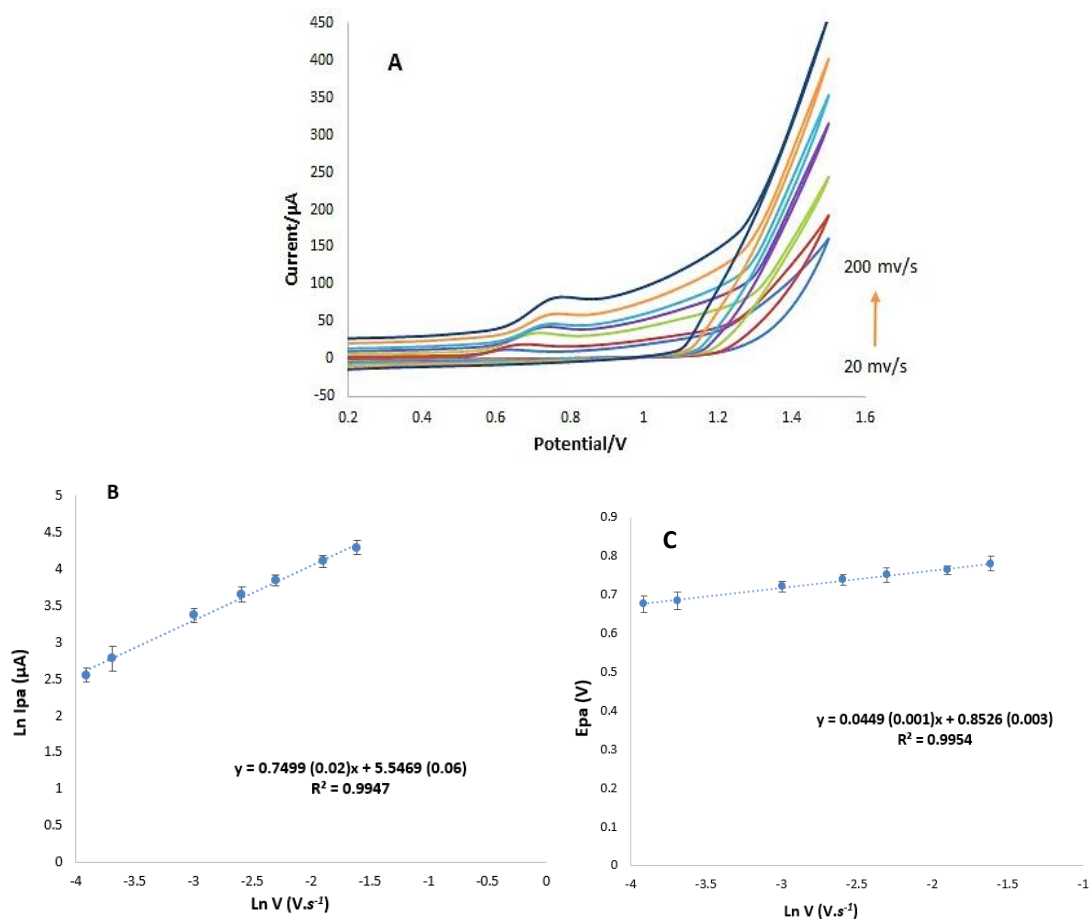 A
450
400
350
300
250
200
150
100
50
0
-50
Current/µA
0.2 0.4 0.6 0.8 1 1.2 1.4 1.6
Potential/V
200 mv/s
20 mv/s
B
5
4.5
4
3.5
3
2.5
2
1.5
1
0.5
0
Ln Ipa (µA)
y = 0.7499 (0.02)x + 5.5469 (0.06)
R² = 0.9947
-4 -3.5 -3 -2.5 -2 -1.5 -1 -0.5 0
Ln V (V.s⁻¹)
C
0.9
0.8
0.7
0.6
0.5
0.4
0.3
0.2
0.1
0
Epa (V)
y = 0.0449 (0.001)x + 0.8526 (0.003)
R² = 0.9954
-4 -3.5 -3 -2.5 -2 -1.5 -1
Ln V (V.s⁻¹)